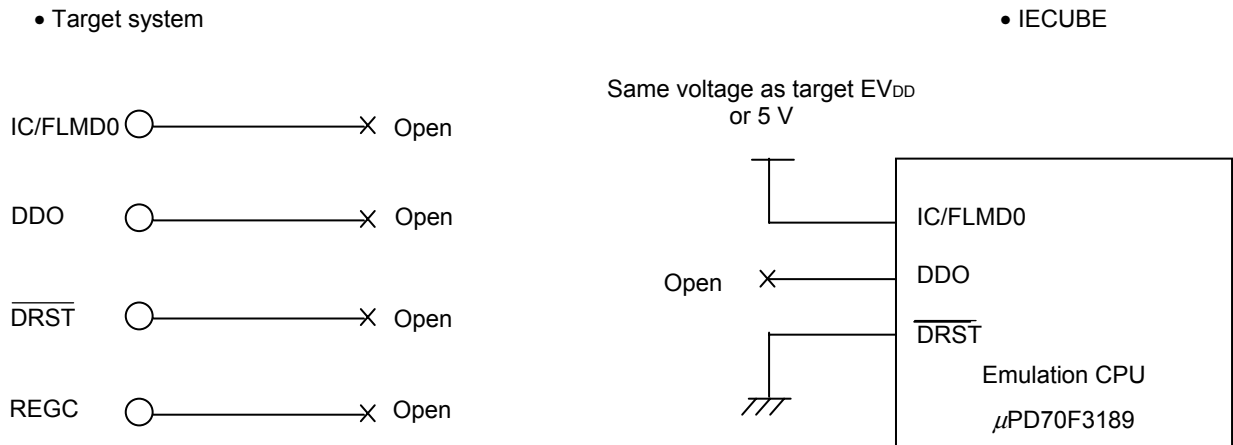 • Target system
IC/FLMD0
Open
DDO
Open
DRST
Open
REGC
Open
• IECUBE
Same voltage as target EVDD
or 5 V
IC/FLMD0
Open
DDO
DRST
Emulation CPU
μPD70F3189